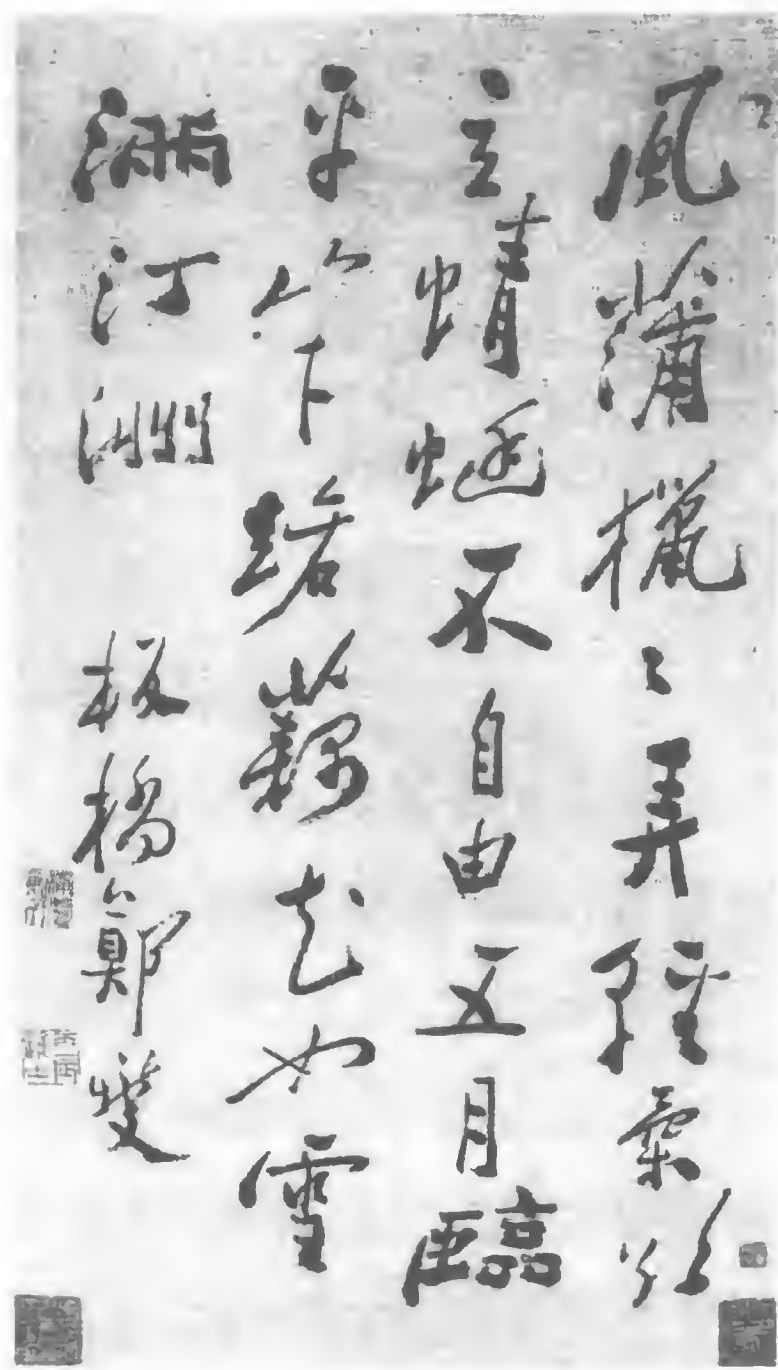 風蒲獵〻弄輕柔欲
立蜻蜓不自由五月臨
平山下路藕花如雪
滿汀洲 板橋鄭燮